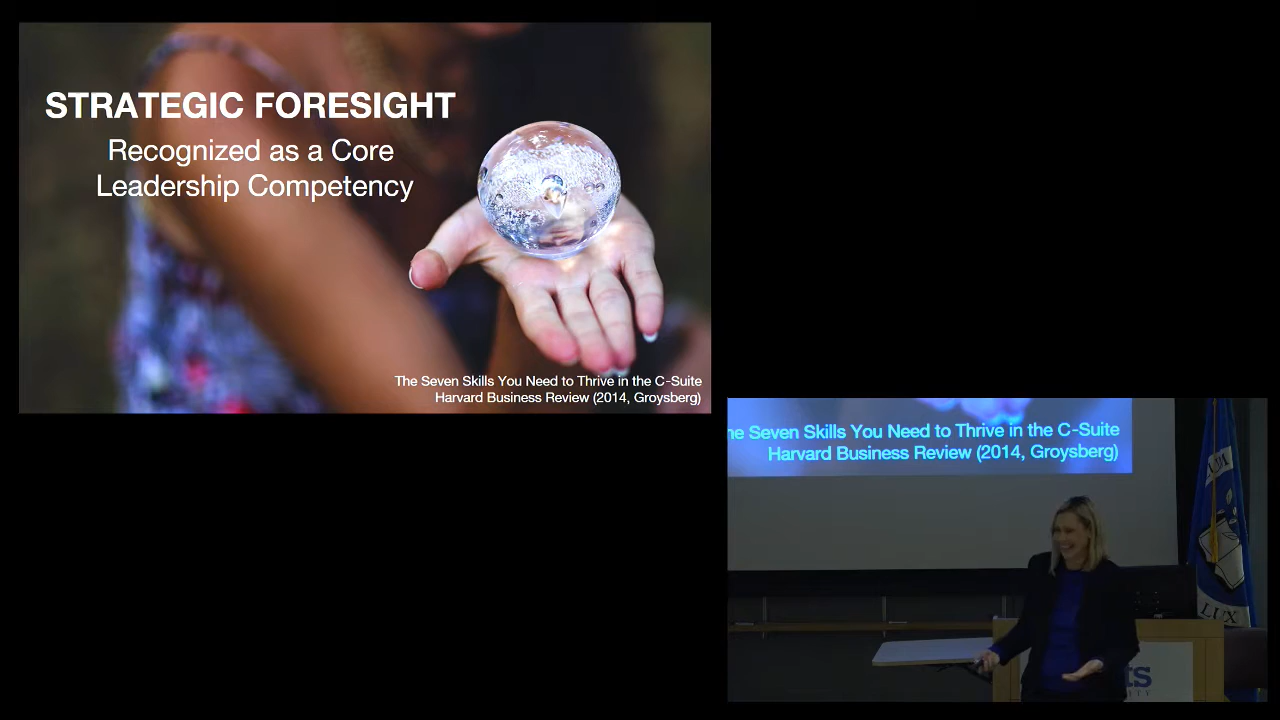 STRATEGIC FORESIGHT
Recognized as a Core
Leadership Competency
The Seven Skills You Need to Thrive in the C-Suite
Harvard Business Review (2014, Groysberg)
Seven Skills You Need to Thrive in the C-Suite
Harvard Business Review (2014, Groysberg)
LUX